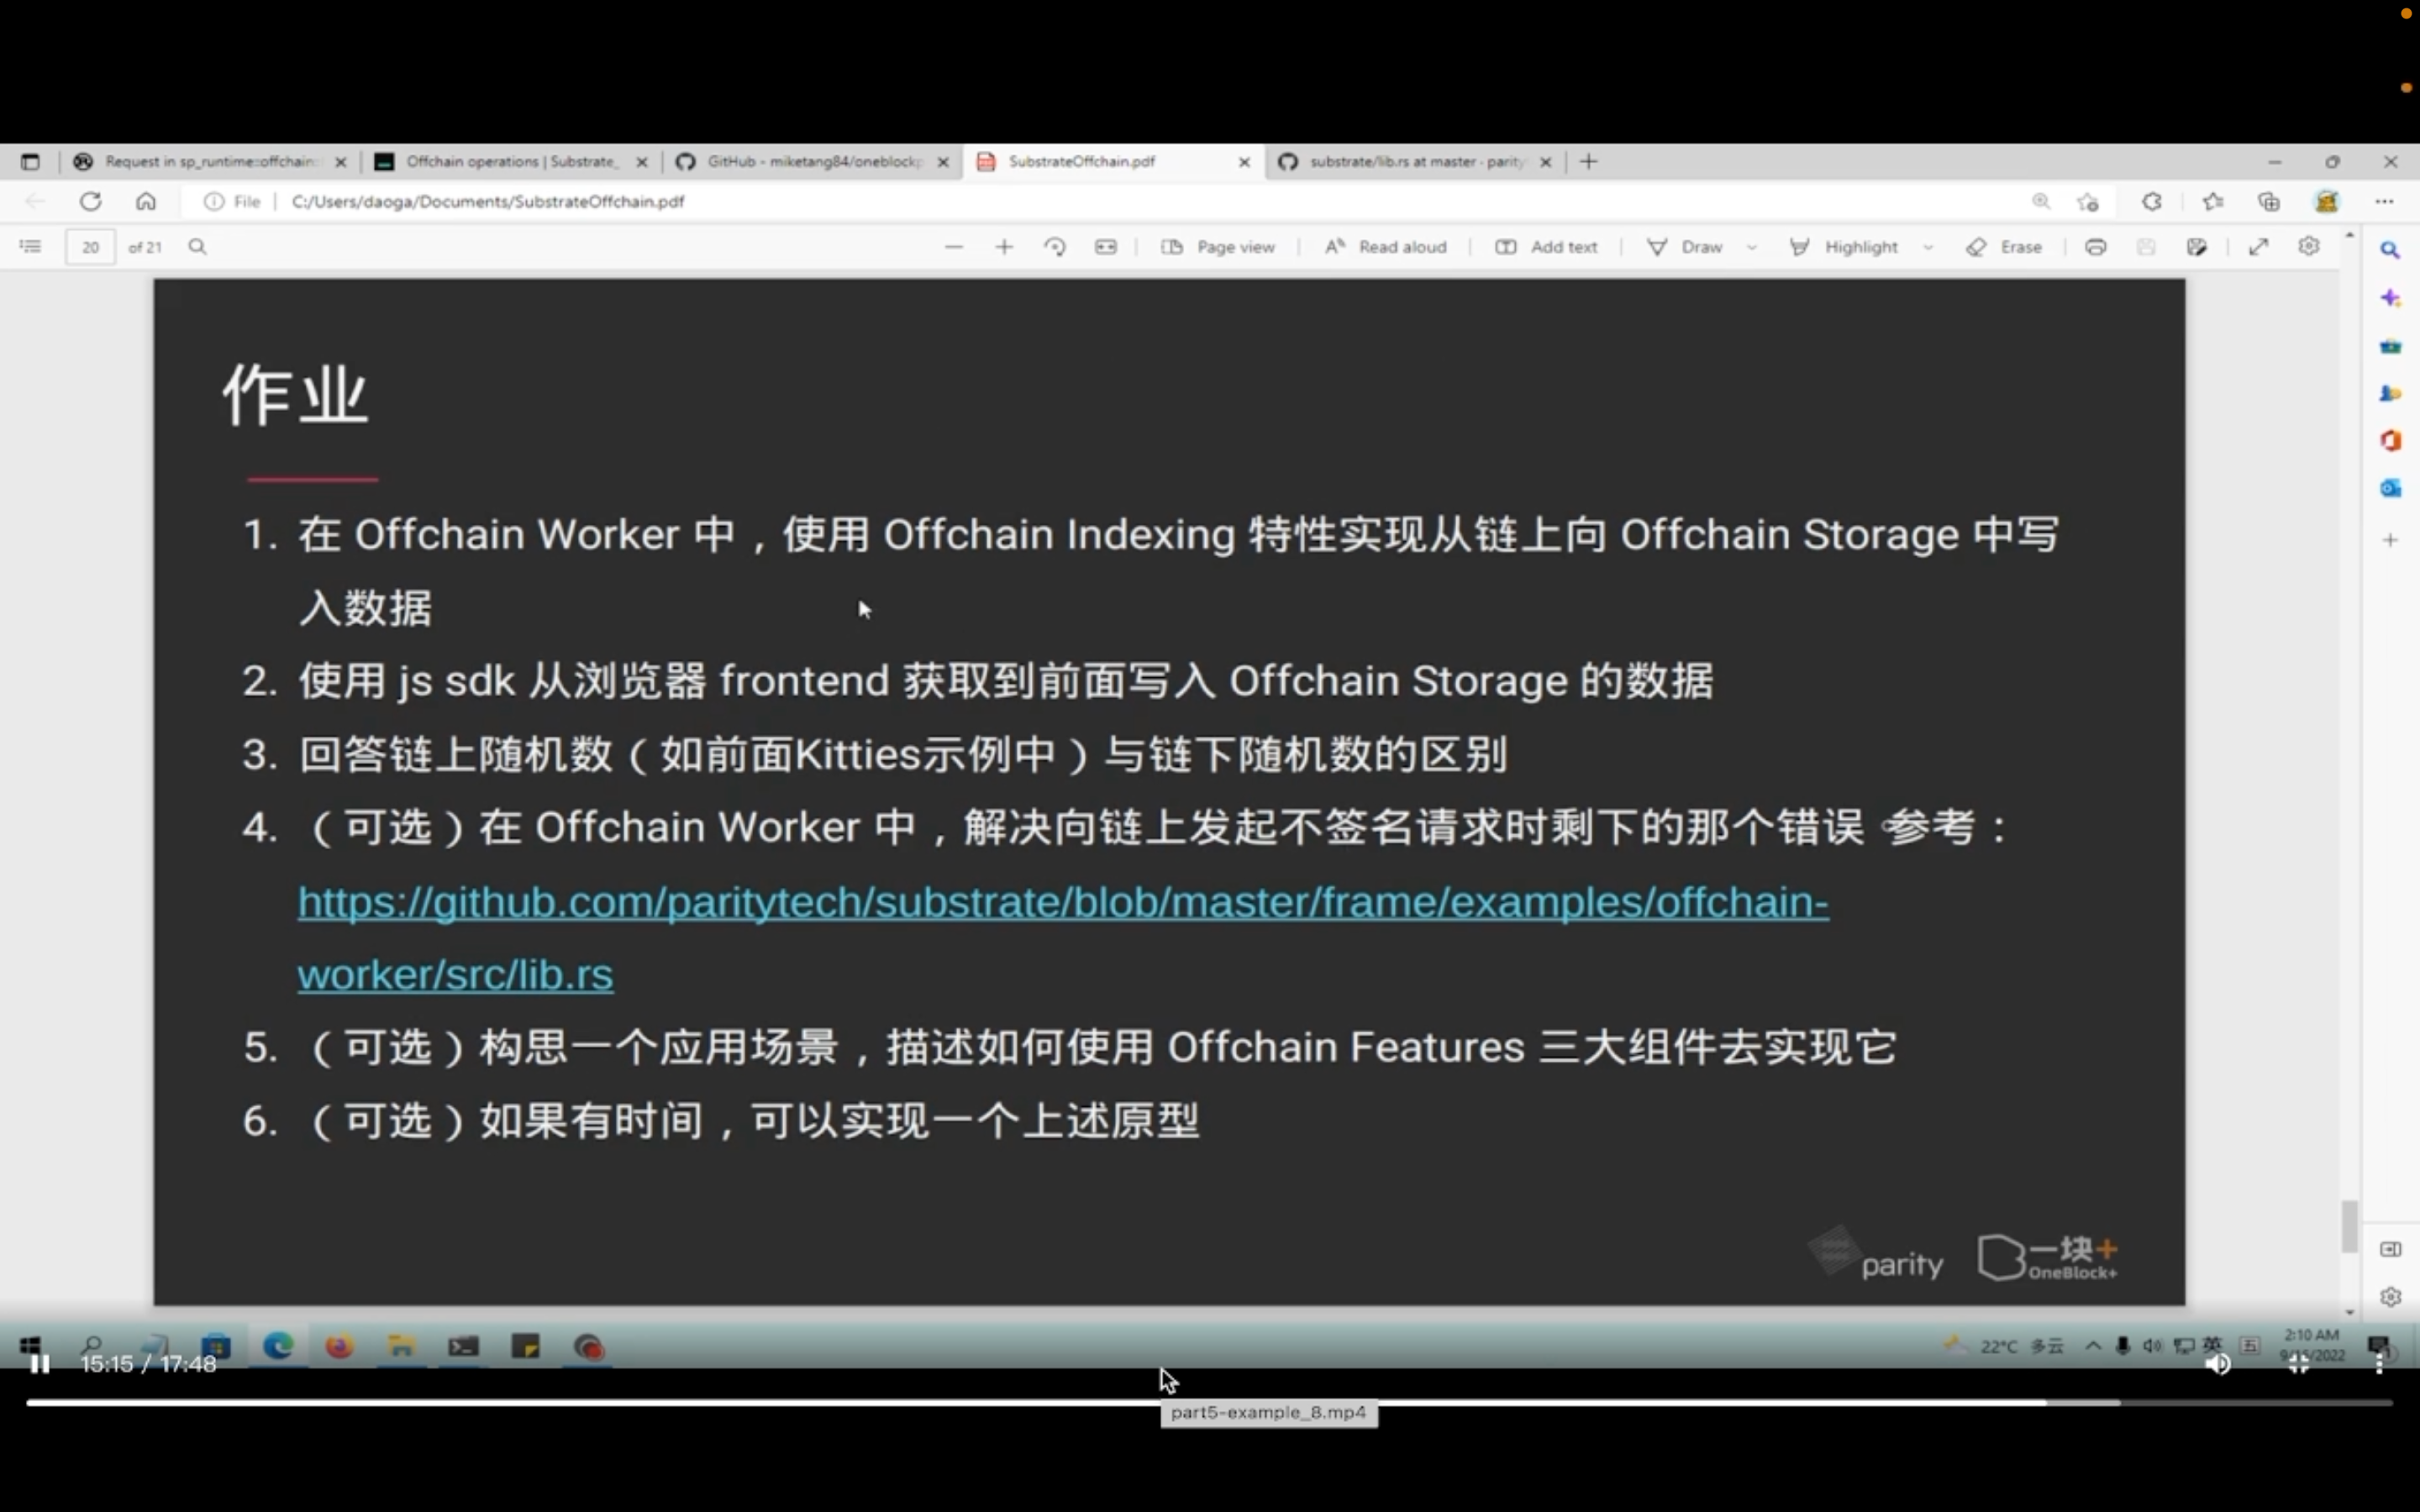 Request in sp_runtime::offchain::
Offchain operations | Substrate_
GitHub - miketang84/oneblockp
SubstrateOffchain.pdf
substrate/lib.rs at master · parity
File
C:/Users/daoga/Documents/SubstrateOffchain.pdf
20 of 21
Page view
Read aloud
Add text
Draw
Highlight
Erase
作业
1. 在 Offchain Worker 中，使用 Offchain Indexing 特性实现从链上向 Offchain Storage 中写
入数据
2. 使用 js sdk 从浏览器 frontend 获取到前面写入 Offchain Storage 的数据
3. 回答链上随机数（如前面Kitties示例中）与链下随机数的区别
4. （可选）在 Offchain Worker 中，解决向链上发起不签名请求时剩下的那个错误 参考：
https://github.com/paritytech/substrate/blob/master/frame/examples/offchain-
worker/src/lib.rs
5. （可选）构思一个应用场景，描述如何使用 Offchain Features 三大组件去实现它
6. （可选）如果有时间，可以实现一个上述原型
parity
一块+
OneBlock+
22°C 多云
英
五
2:10 AM
15:15 / 17:48
part5-example_8.mp4